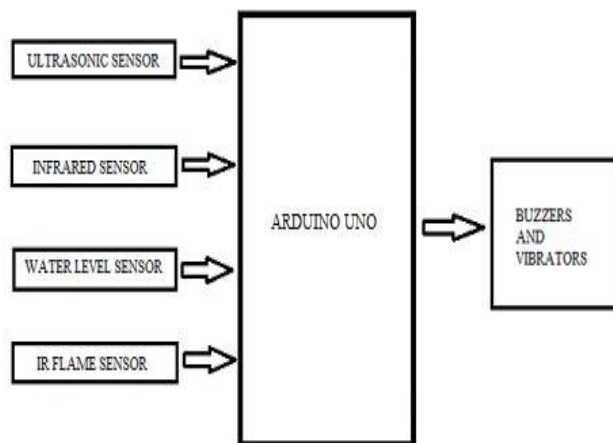 ULTRASONIC SENSOR
INFRARED SENSOR
WATER LEVEL SENSOR
IR FLAME SENSOR
ARDUINO UNO
BUZZERS
AND
VIBRATORS